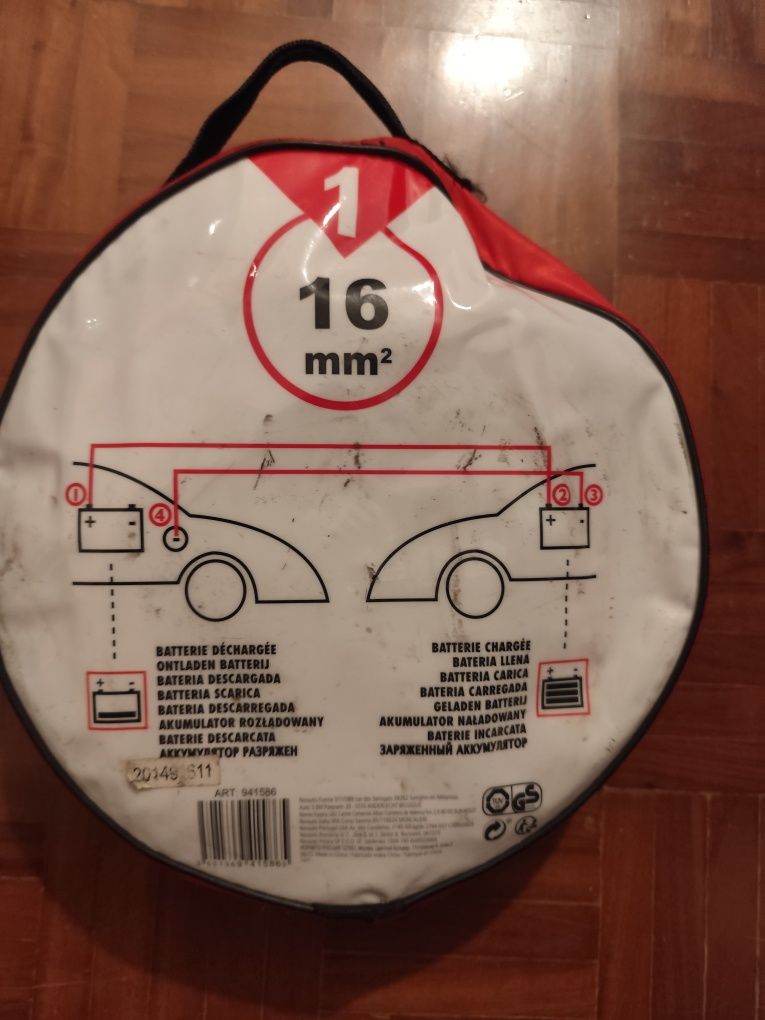 1
16
mm²
①
④
②
③
+ -
-
+ -
BATTERIE DÉCHARGÉE
ONTLADEN BATTERIJ
BATERIA DESCARGADA
BATTERIA SCARICA
BATERIA DESCARREGADA
AKUMULATOR ROZŁADOWANY
BATERIE DESCARCATA
АККУМУЛЯТОР РАЗРЯЖЕН
+ -
BATTERIE CHARGÉE
BATERIA LLENA
BATTERIA CARICA
BATERIA CARREGADA
GELADEN BATTERIJ
AKUMULATOR NAŁADOWANY
BATERIE INCARCATA
ЗАРЯЖЕННЫЙ АККУМУЛЯТОР
+ -
ART: 941586
TÜV GS